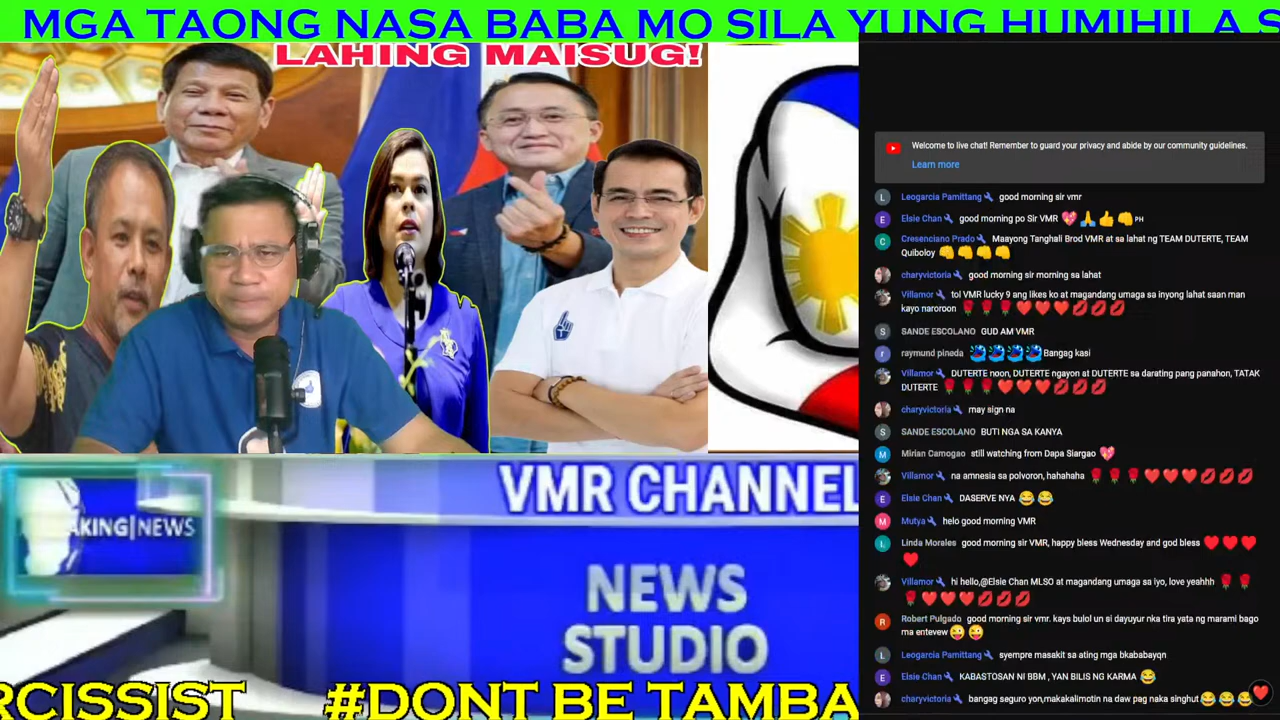 MGA TAONG NASA BABA MO SILA YUNG HUMIHILA S
LAHING MAISUG!
Welcome to live chat! Remember to guard your privacy and abide by our community guidelines.
Learn more
L Leogarcia Pamittang good morning sir vmr
E Elsie Chan good morning po Sir VMR PH
C Cresenciano Prado Maayong Tanghali Brod VMR at sa lahat ng TEAM DUTERTE, TEAM
Quiboloy
charyvictoria good morning sir morning sa lahat
Villamor tol VMR lucky 9 ang likes ko at magandang umaga sa inyong lahat saan man
kayo naroroon
S SANDE ESCOLANO GUD AM VMR
r raymund pineda Bangag kasi
Villamor DUTERTE noon, DUTERTE ngayon at DUTERTE sa darating pang panahon, TATAK
DUTERTE
charyvictoria may sign na
S SANDE ESCOLANO BUTI NGA SA KANYA
M Mirian Camogao still watching from Dapa Siargao
Villamor na amnesia sa polvoron, hahahaha
E Elsie Chan DASERVE NYA
M Mutya helo good morning VMR
L Linda Morales good morning sir VMR, happy bless Wednesday and god bless
Villamor hi hello,@Elsie Chan MLSO at magandang umaga sa iyo, love yeahhh
R Robert Pulgado good morning sir vmr. kays bulol un si dayuyur nka tira yata ng marami bago
ma entevew
L Leogarcia Pamittang syempre masakit sa ating mga bkababayqn
E Elsie Chan KABASTOSAN NI BBM , YAN BILIS NG KARMA
charyvictoria bangag seguro yon,makakalimotin na daw pag naka singhut
VMR CHANNEL
AKING|NEWS
NEWS
STUDIO
RCISSIST #DONT BE TAMBA